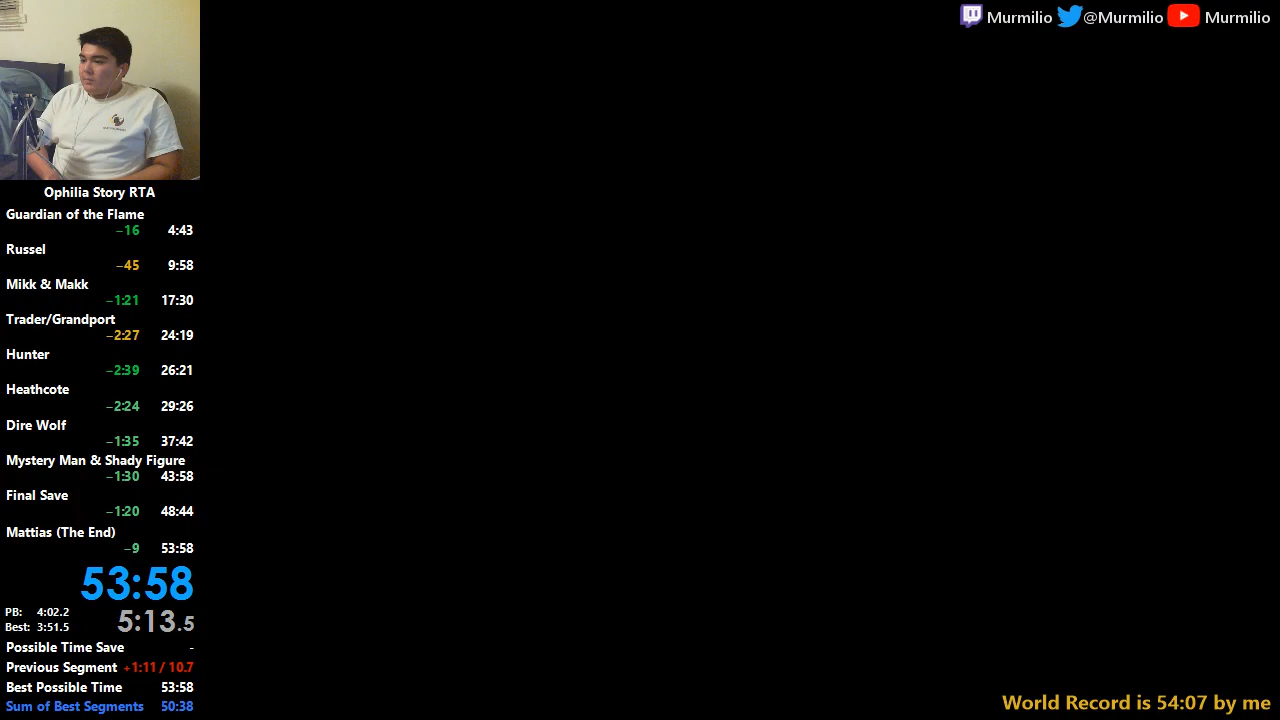 Murmilio @Murmilio Murmilio
Ophilia Story RTA
Guardian of the Flame
−16 4:43
Russel
−45 9:58
Mikk & Makk
−1:21 17:30
Trader/Grandport
−2:27 24:19
Hunter
−2:39 26:21
Heathcote
−2:24 29:26
Dire Wolf
−1:35 37:42
Mystery Man & Shady Figure
−1:30 43:58
Final Save
−1:20 48:44
Mattias (The End)
−9 53:58
53:58
PB: 4:02.2
Best: 3:51.5
5:13.5
Possible Time Save -
Previous Segment +1:11 / 10.7
Best Possible Time 53:58
Sum of Best Segments 50:38
World Record is 54:07 by me